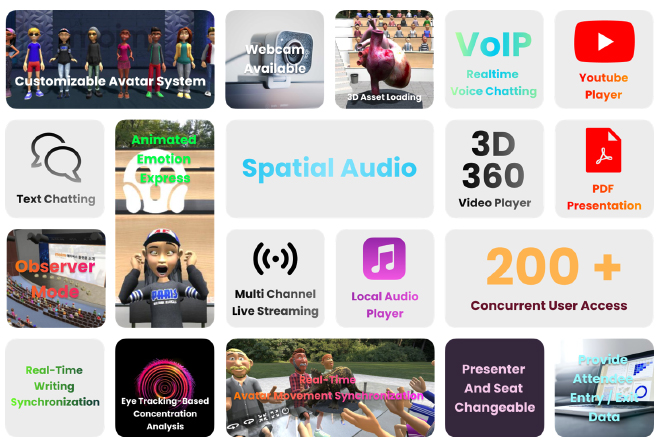 Customizable Avatar System
Webcam
Available
3D Asset Loading
VoIP
Realtime
Voice Chatting
Youtube
Player
Text Chatting
Animated
Emotion
Express
Spatial Audio
3D
360
Video Player
PDF
Presentation
Observer
Mode
PARIS
Multi Channel
Live Streaming
Local Audio
Player
200 +
Concurrent User Access
Real-Time
Writing
Synchronization
Eye Tracking-Based
Concentration
Analysis
Real-Time
Avatar Movement Synchronization
Presenter
And Seat
Changeable
Provide
Attendee
Entry / Exit
Data